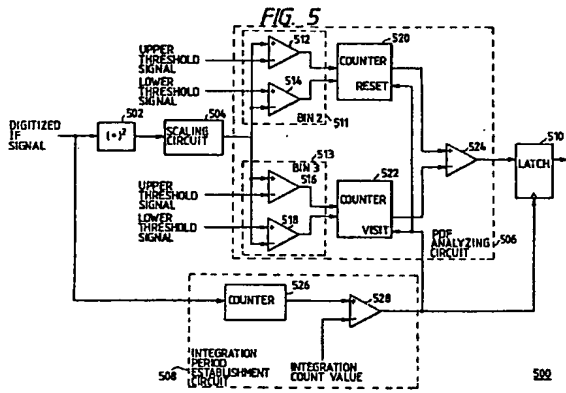 FIG. 5
512
520
UPPER
THRESHOLD
SIGNAL
COUNTER
514
LOWER
THRESHOLD
SIGNAL
RESET
BIN 2
511
DIGITIZED
IF
SIGNAL
502
(•)²
504
SCALING
CIRCUIT
524
510
LATCH
513
BIN 3
516
522
UPPER
THRESHOLD
SIGNAL
COUNTER
518
LOWER
THRESHOLD
SIGNAL
VISIT
PDF
ANALYZING
CIRCUIT
506
526
COUNTER
528
508
INTEGRATION
PERIOD
ESTABLISHMENT
CIRCUIT
INTEGRATION
COUNT VALUE
500